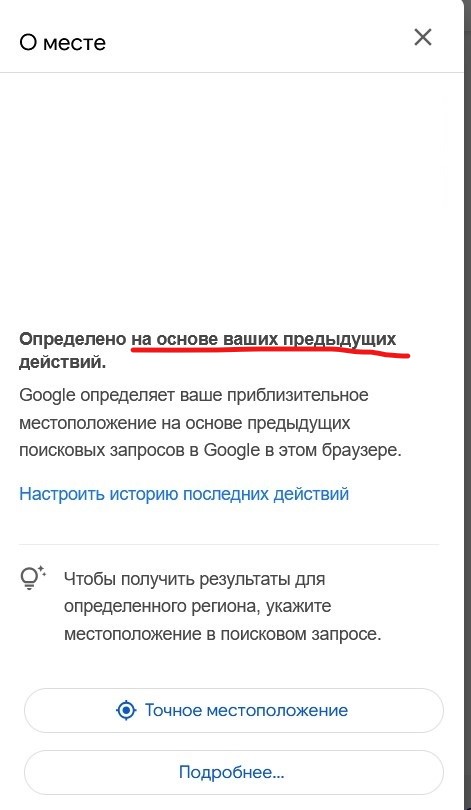 О месте
Определено на основе ваших предыдущих
действий.
Google определяет ваше приблизительное
местоположение на основе предыдущих
поисковых запросов в Google в этом браузере.
Настроить историю последних действий
Чтобы получить результаты для
определенного региона, укажите
местоположение в поисковом запросе.
Точное местоположение
Подробнее...